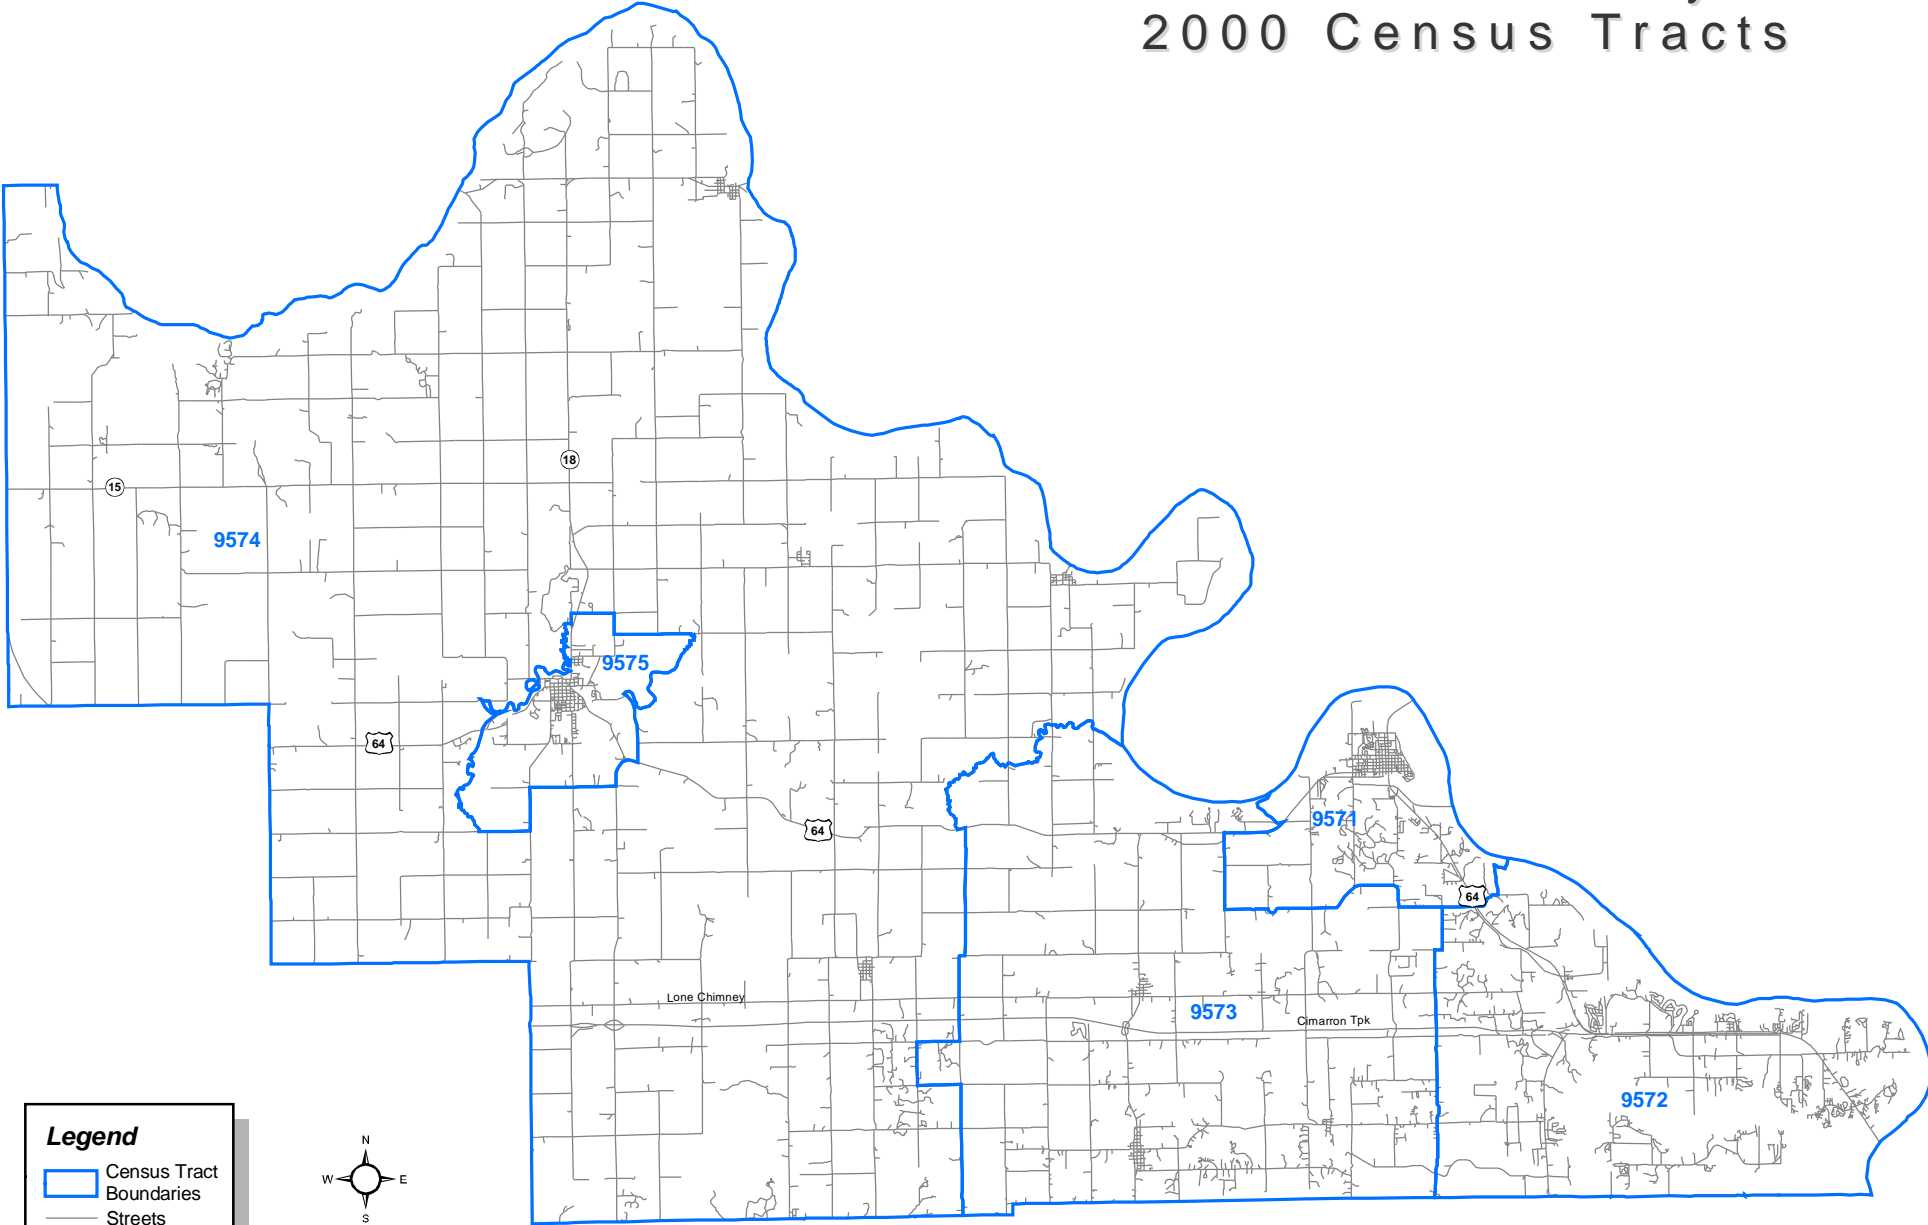 2000 Census Tracts
18
15
9574
9575
64
64
9571
64
Lone Chimney
9573
Cimarron Tpk
9572
Legend
Census Tract
Boundaries
Streets
N
W
E
S